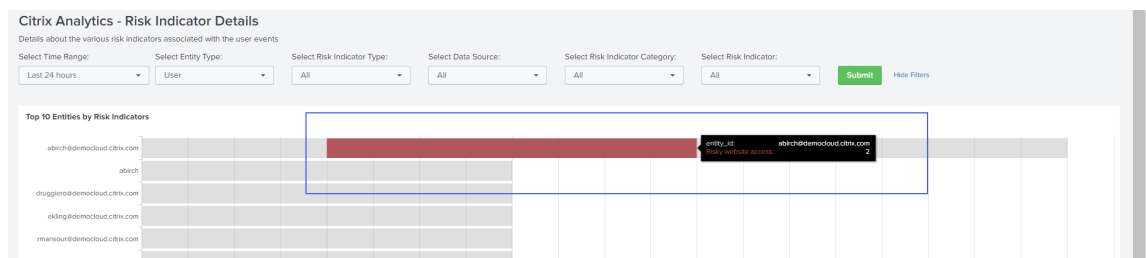 Citrix Analytics - Risk Indicator Details
Details about the various risk indicators associated with the user events
Select Time Range: Select Entity Type: Select Risk Indicator Type: Select Data Source: Select Risk Indicator Category: Select Risk Indicator:
Last 24 hours User All All All All Submit Hide Filters
Top 10 Entities by Risk Indicators
abirch@democloud.citrix.com
entity_id: abirch@democloud.citrix.com
Risky website access: 2
abirch
druggiero@democloud.citrix.com
ekling@democloud.citrix.com
rmansour@democloud.citrix.com